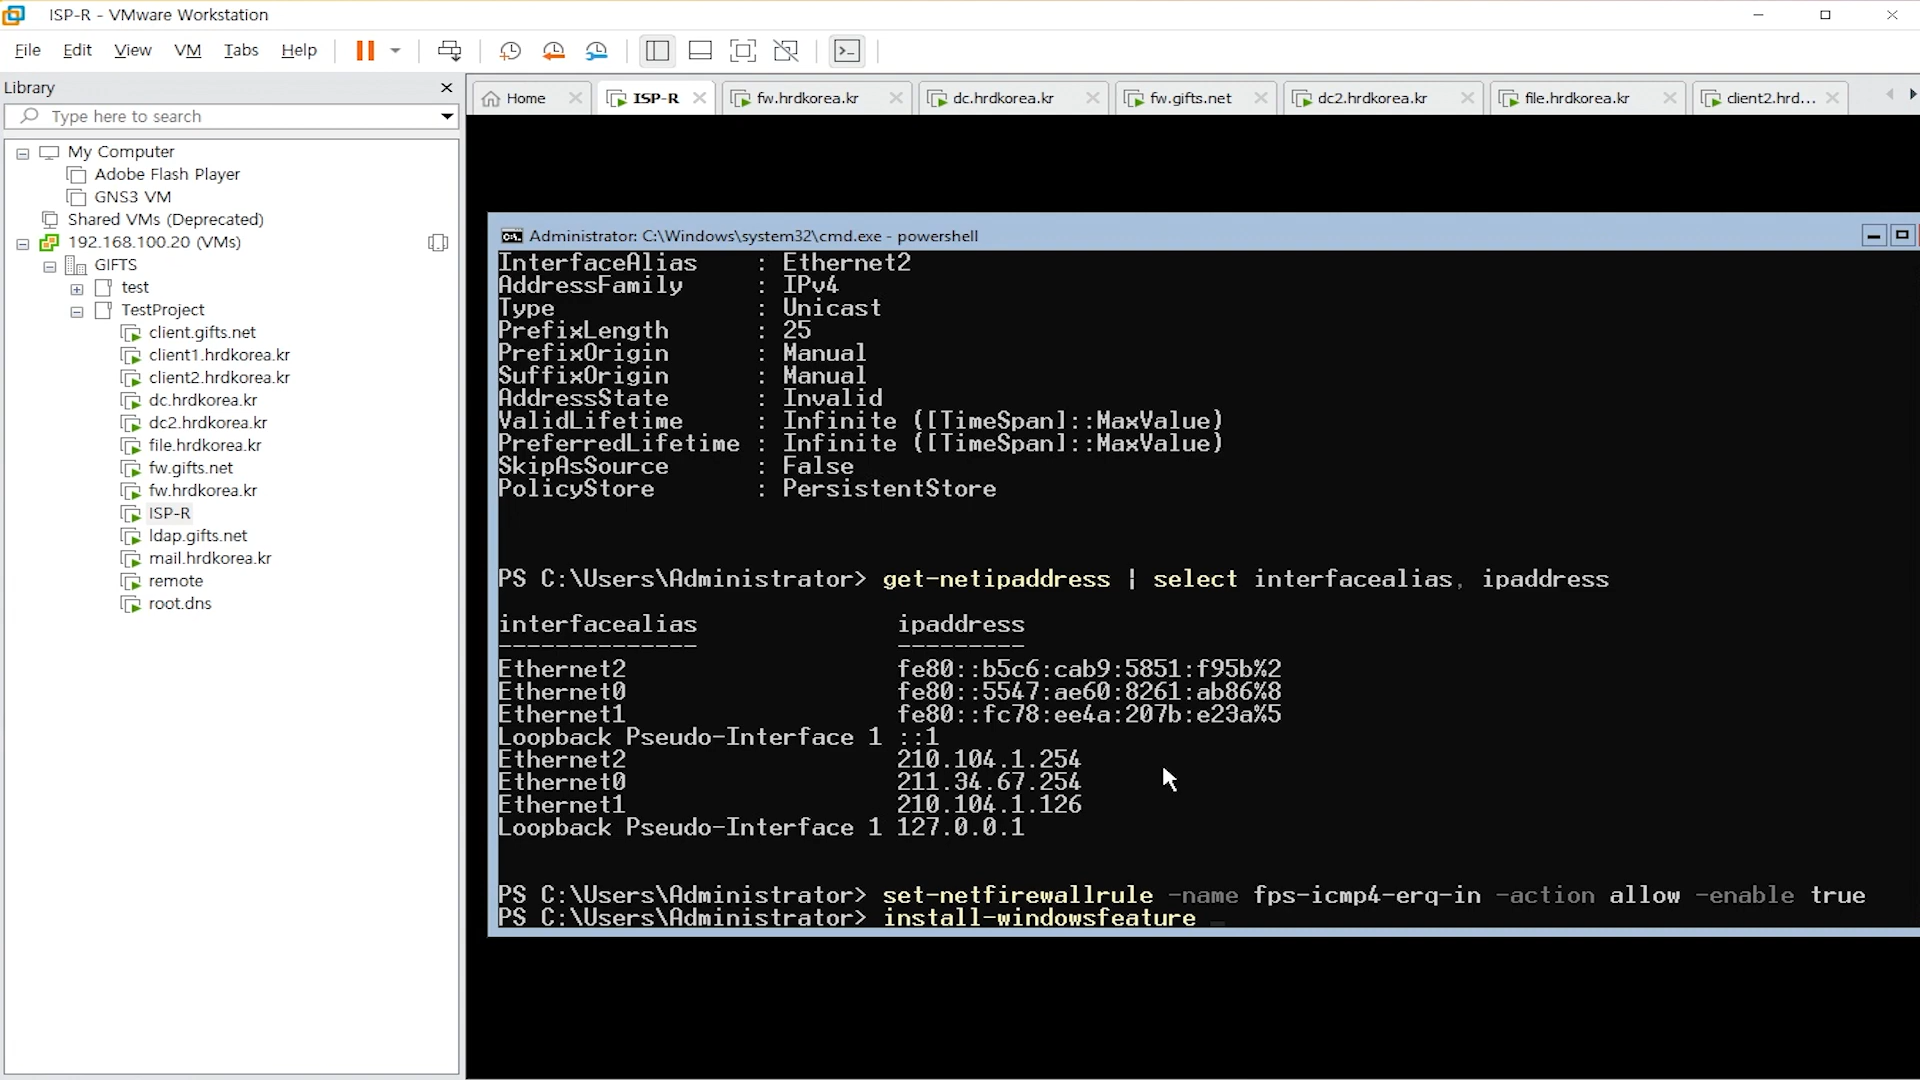 ISP-R - VMware Workstation
File Edit View VM Tabs Help
Library
Type here to search
My Computer
Adobe Flash Player
GNS3 VM
Shared VMs (Deprecated)
192.168.100.20 (VMs)
GIFTS
test
TestProject
client.gifts.net
client1.hrdkorea.kr
client2.hrdkorea.kr
dc.hrdkorea.kr
dc2.hrdkorea.kr
file.hrdkorea.kr
fw.gifts.net
fw.hrdkorea.kr
ISP-R
ldap.gifts.net
mail.hrdkorea.kr
remote
root.dns
Home ISP-R fw.hrdkorea.kr dc.hrdkorea.kr fw.gifts.net dc2.hrdkorea.kr file.hrdkorea.kr client2.hrd...
Administrator: C:\Windows\system32\cmd.exe - powershell
InterfaceAlias : Ethernet2
AddressFamily : IPv4
Type : Unicast
PrefixLength : 25
PrefixOrigin : Manual
SuffixOrigin : Manual
AddressState : Invalid
ValidLifetime : Infinite ([TimeSpan]::MaxValue)
PreferredLifetime : Infinite ([TimeSpan]::MaxValue)
SkipAsSource : False
PolicyStore : PersistentStore
PS C:\Users\Administrator> get-netipaddress | select interfacealias, ipaddress
interfacealias ipaddress
-------------- ---------
Ethernet2 fe80::b5c6:cab9:5851:f95b%2
Ethernet0 fe80::5547:ae60:8261:ab86%8
Ethernet1 fe80::fc78:ee4a:207b:e23a%5
Loopback Pseudo-Interface 1 ::1
Ethernet2 210.104.1.254
Ethernet0 211.34.67.254
Ethernet1 210.104.1.126
Loopback Pseudo-Interface 1 127.0.0.1
PS C:\Users\Administrator> set-netfirewallrule -name fps-icmp4-erq-in -action allow -enable true
PS C:\Users\Administrator> install-windowsfeature _